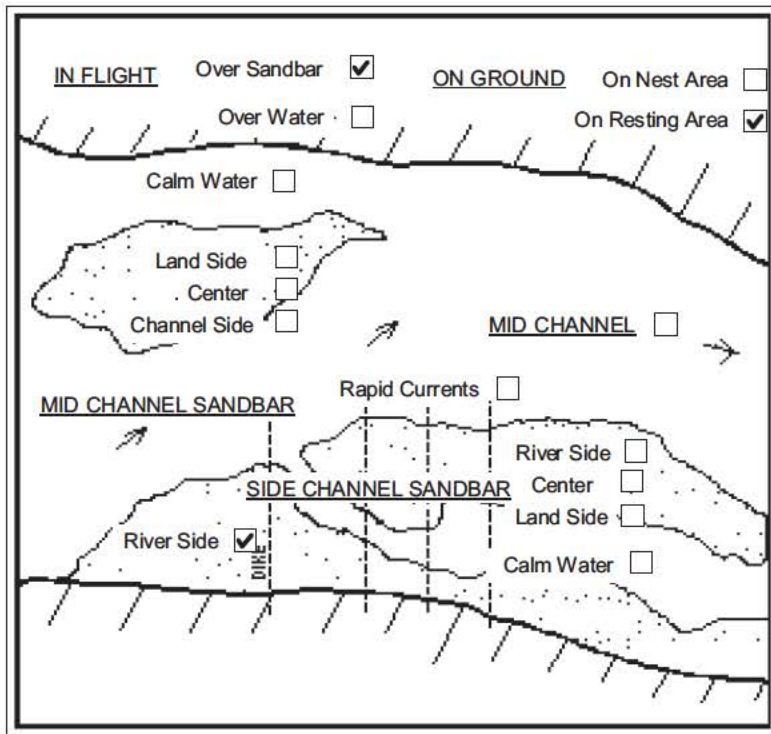 IN FLIGHT Over Sandbar ON GROUND On Nest Area
Over Water On Resting Area
Calm Water
Land Side
Center
Channel Side
MID CHANNEL
Rapid Currents
MID CHANNEL SANDBAR
River Side
SIDE CHANNEL SANDBAR Center
Land Side
River Side
DIKE
Calm Water